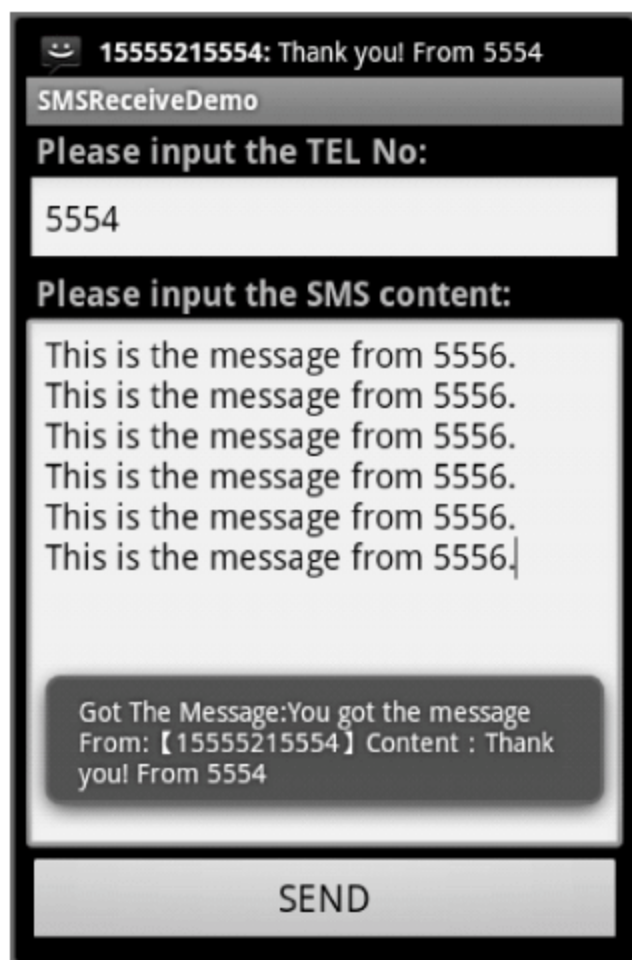 15555215554: Thank you! From 5554
SMSReceiveDemo
Please input the TEL No:
5554
Please input the SMS content:
This is the message from 5556.
This is the message from 5556.
This is the message from 5556.
This is the message from 5556.
This is the message from 5556.
This is the message from 5556.
Got The Message:You got the message
From:【15555215554】Content：Thank
you! From 5554
SEND